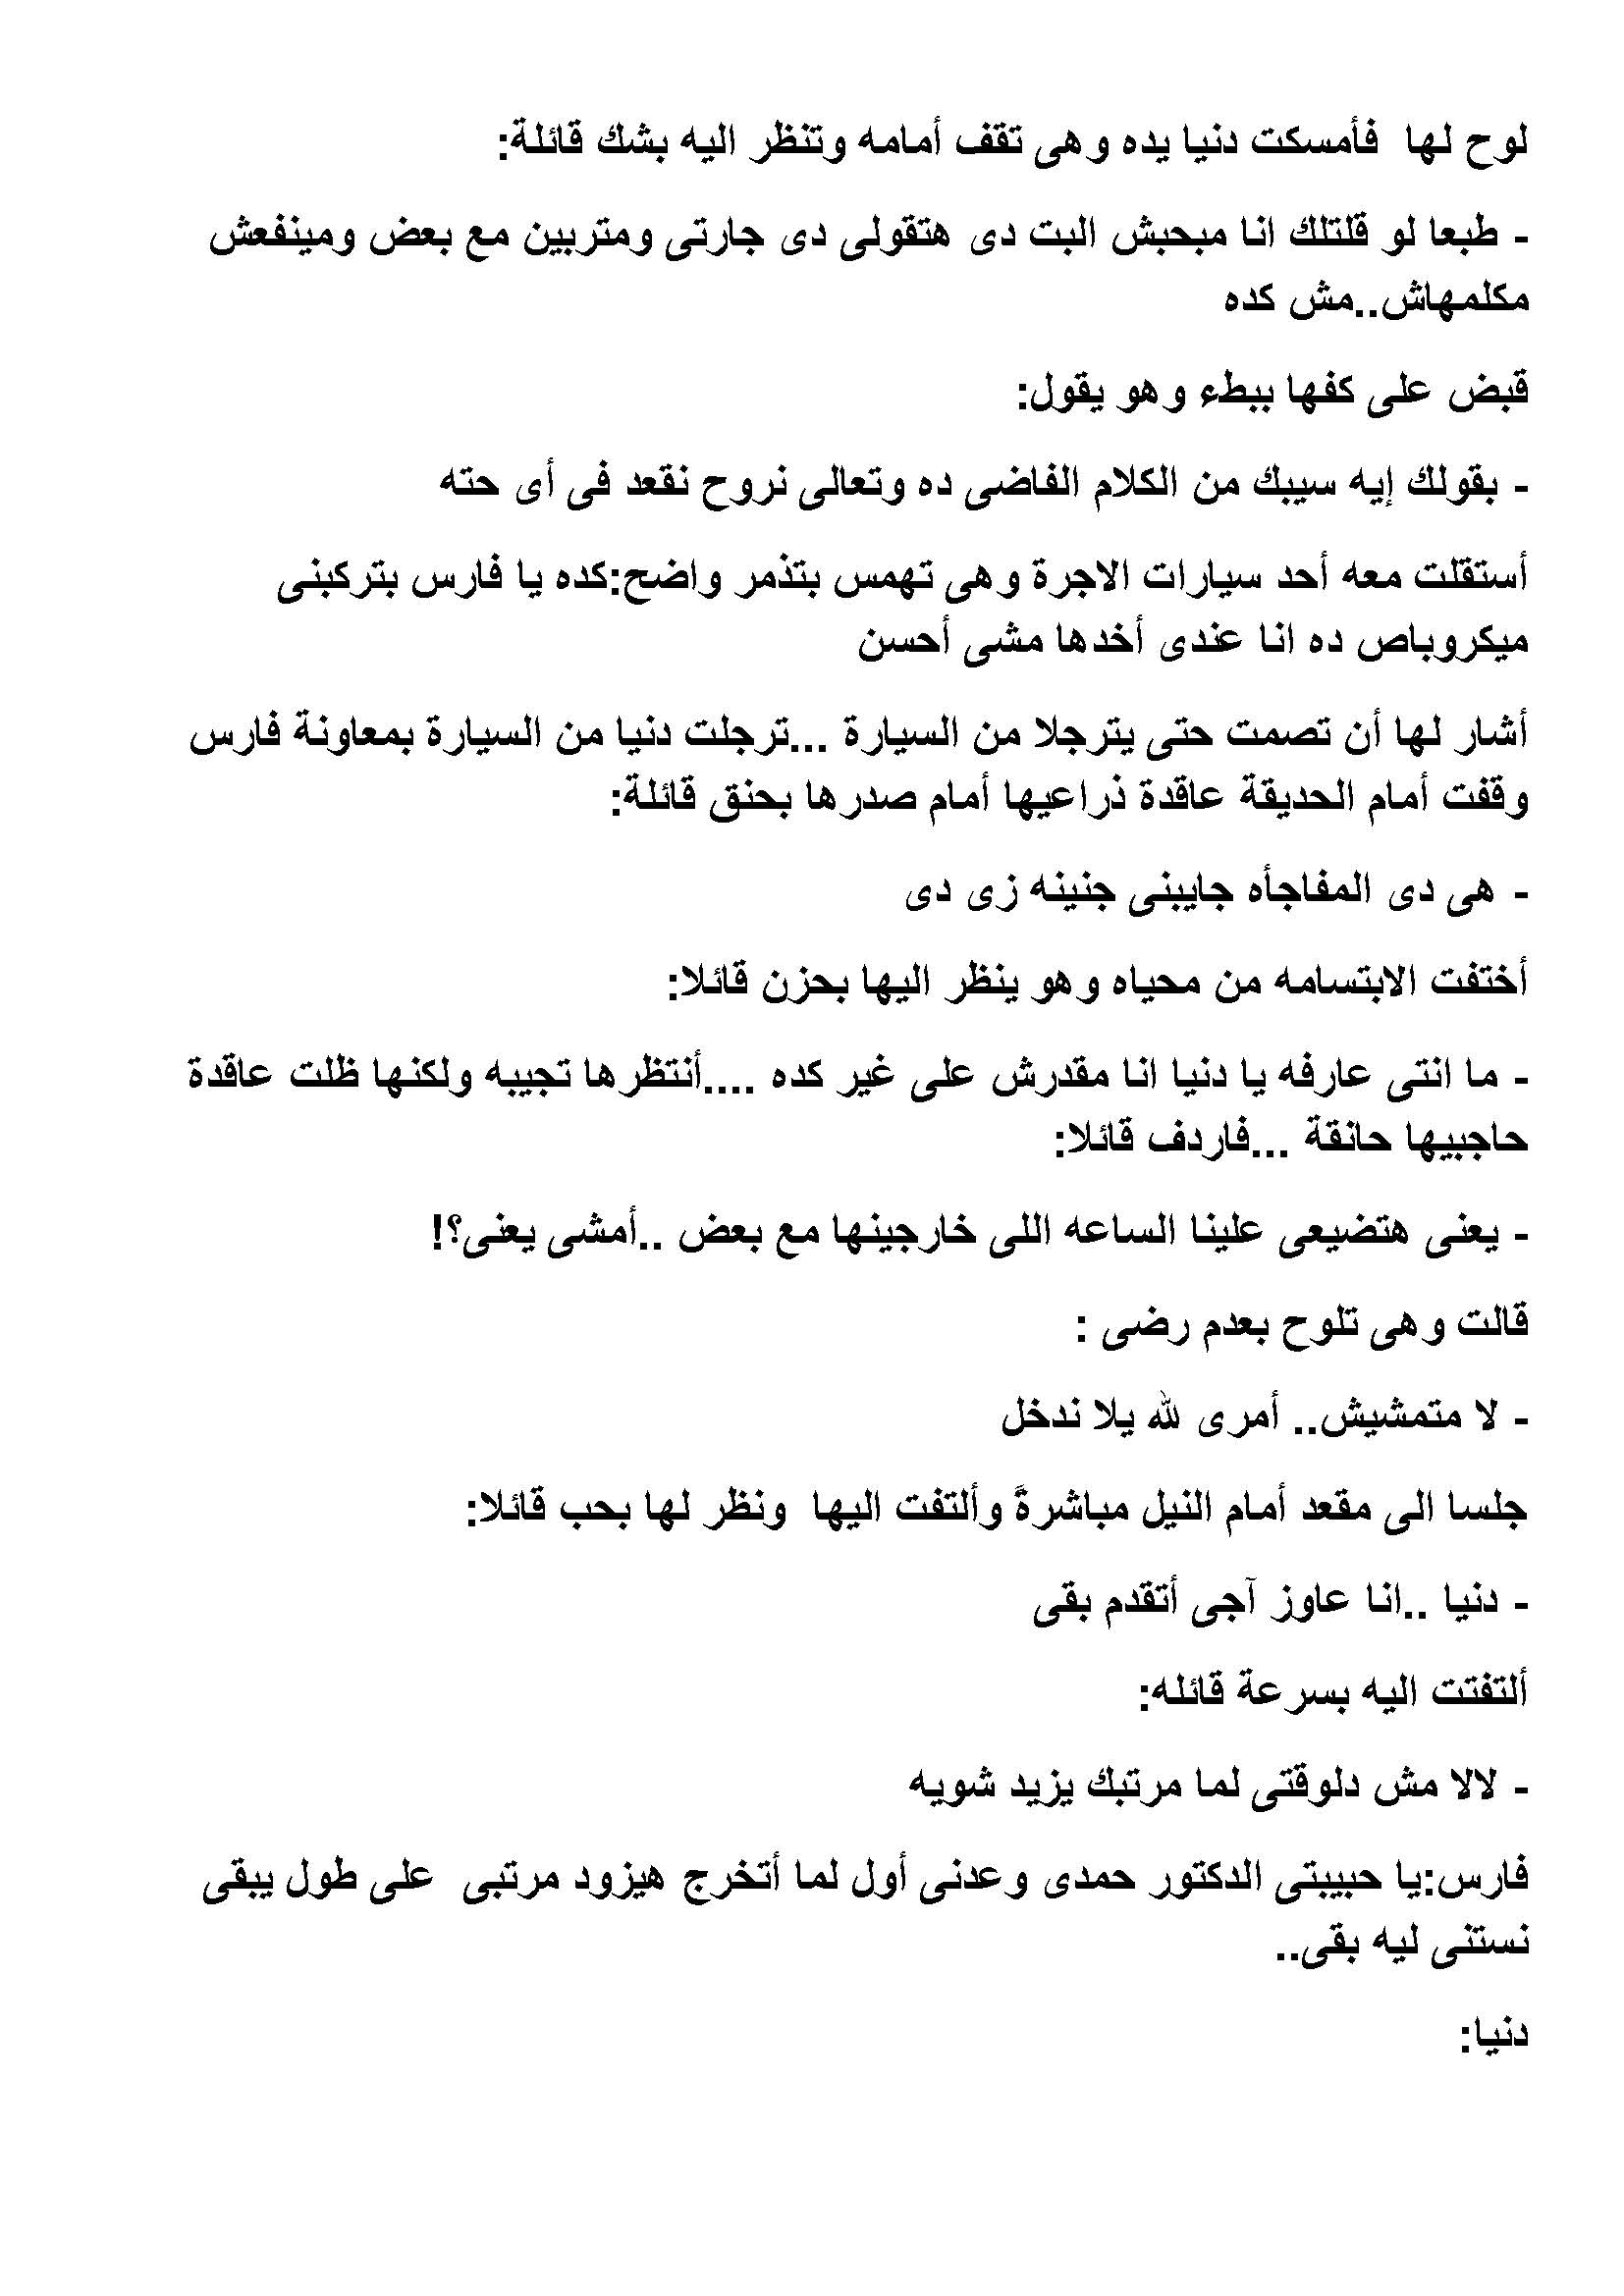 لوح لها  فأمسكت دنيا يده وهى تقف أمامه وتنظر اليه بشك قائلة:
- طبعا لو قلتلك انا مبحبش البت دى هتقولى دى جارتى ومتربين مع بعض ومينفعش
مكلمهاش..مش كده
قبض على كفها ببطء وهو يقول:
- بقولك إيه سيبك من الكلام الفاضى ده وتعالى نروح نقعد فى أى حته
أستقلت معه أحد سيارات الاجرة وهى تهمس بتذمر واضح:كده يا فارس بتركبنى
ميكروباص ده انا عندى أخدها مشى أحسن
أشار لها أن تصمت حتى يترجلا من السيارة ...ترجلت دنيا من السيارة بمعاونة فارس
وقفت أمام الحديقة عاقدة ذراعيها أمام صدرها بحنق قائلة:
- هى دى المفاجأه جايبنى جنينه زى دى
أختفت الابتسامه من محياه وهو ينظر اليها بحزن قائلا:
- ما انتى عارفه يا دنيا انا مقدرش على غير كده ....أنتظرها تجيبه ولكنها ظلت عاقدة
حاجبيها حانقة ...فاردف قائلا:
- يعنى هتضيعى علينا الساعه اللى خارجينها مع بعض ..أمشى يعنى؟!
قالت وهى تلوح بعدم رضى :
- لا متمشيش.. أمرى لله يلا ندخل
جلسا الى مقعد أمام النيل مباشرةً وألتفت اليها  ونظر لها بحب قائلا:
- دنيا ..انا عاوز آجى أتقدم بقى
ألتفتت اليه بسرعة قائله:
- لالا مش دلوقتى لما مرتبك يزيد شويه
فارس:يا حبيبتى الدكتور حمدى وعدنى أول لما أتخرج هيزود مرتبى  على طول يبقى
نستنى ليه بقى..
دنيا: